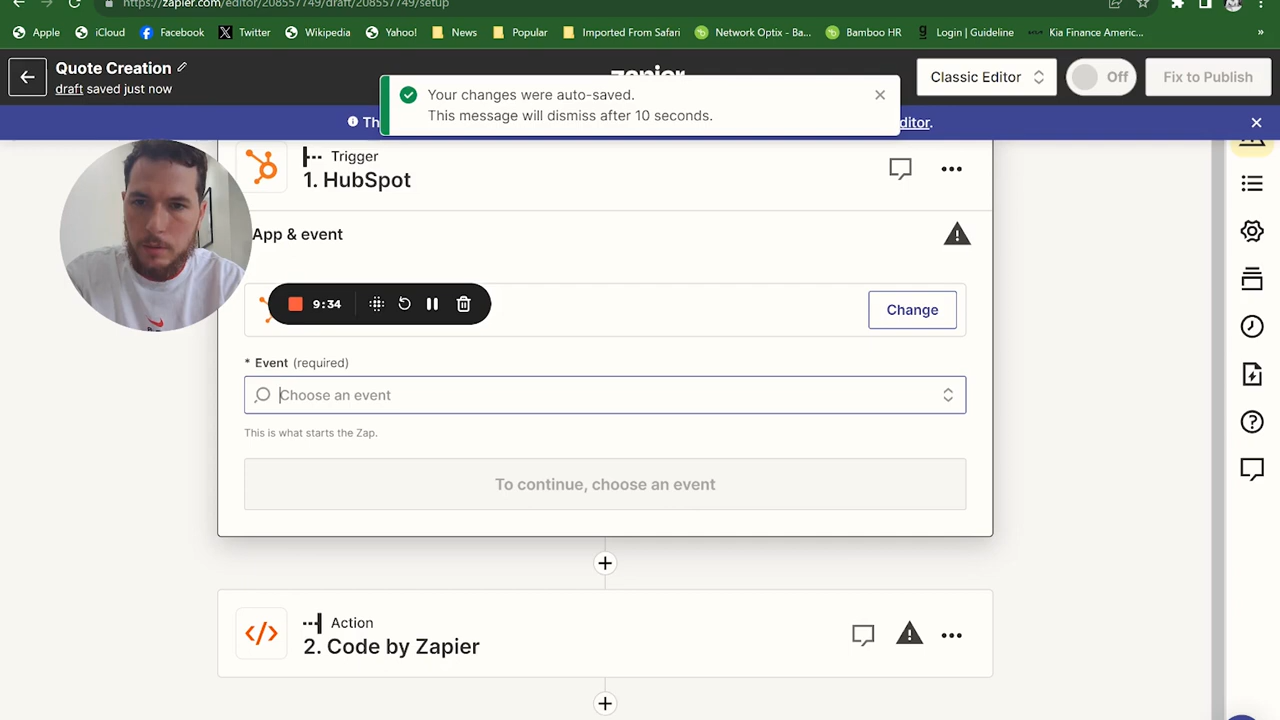 https://zapier.com/editor/208557749/draft/208557749/setup
Apple
iCloud
Facebook
Twitter
Wikipedia
Yahoo!
News
Popular
Imported From Safari
Network Optix - Ba...
Bamboo HR
Login | Guideline
Kia Finance Americ...
»
Quote Creation
draft saved just now
zapier
Classic Editor
Off
Fix to Publish
Your changes were auto-saved.
This message will dismiss after 10 seconds.
Th
ditor.
Trigger
1. HubSpot
App & event
9:34
Change
* Event (required)
Choose an event
This is what starts the Zap.
To continue, choose an event
Action
2. Code by Zapier